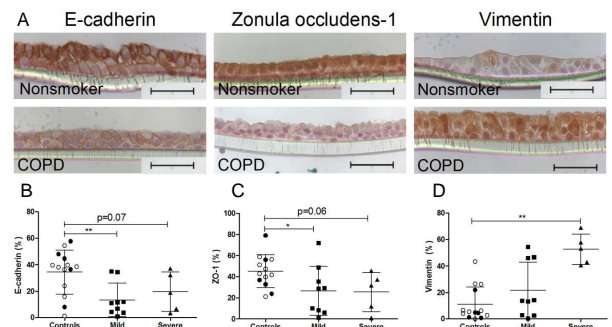 A E-cadherin Zonula occludens-1 Vimentin
Nonsmoker Nonsmoker Nonsmoker
COPD COPD COPD
B C D
p=0.07 p=0.06 **
** *
E-cadherin (%) ZO-1 (%) Vimentin (%)
80 100 60
60 80 40
40 60 20
20 40 0
0 20
0
Controls Mild Severe Controls Mild Severe Controls Mild Severe